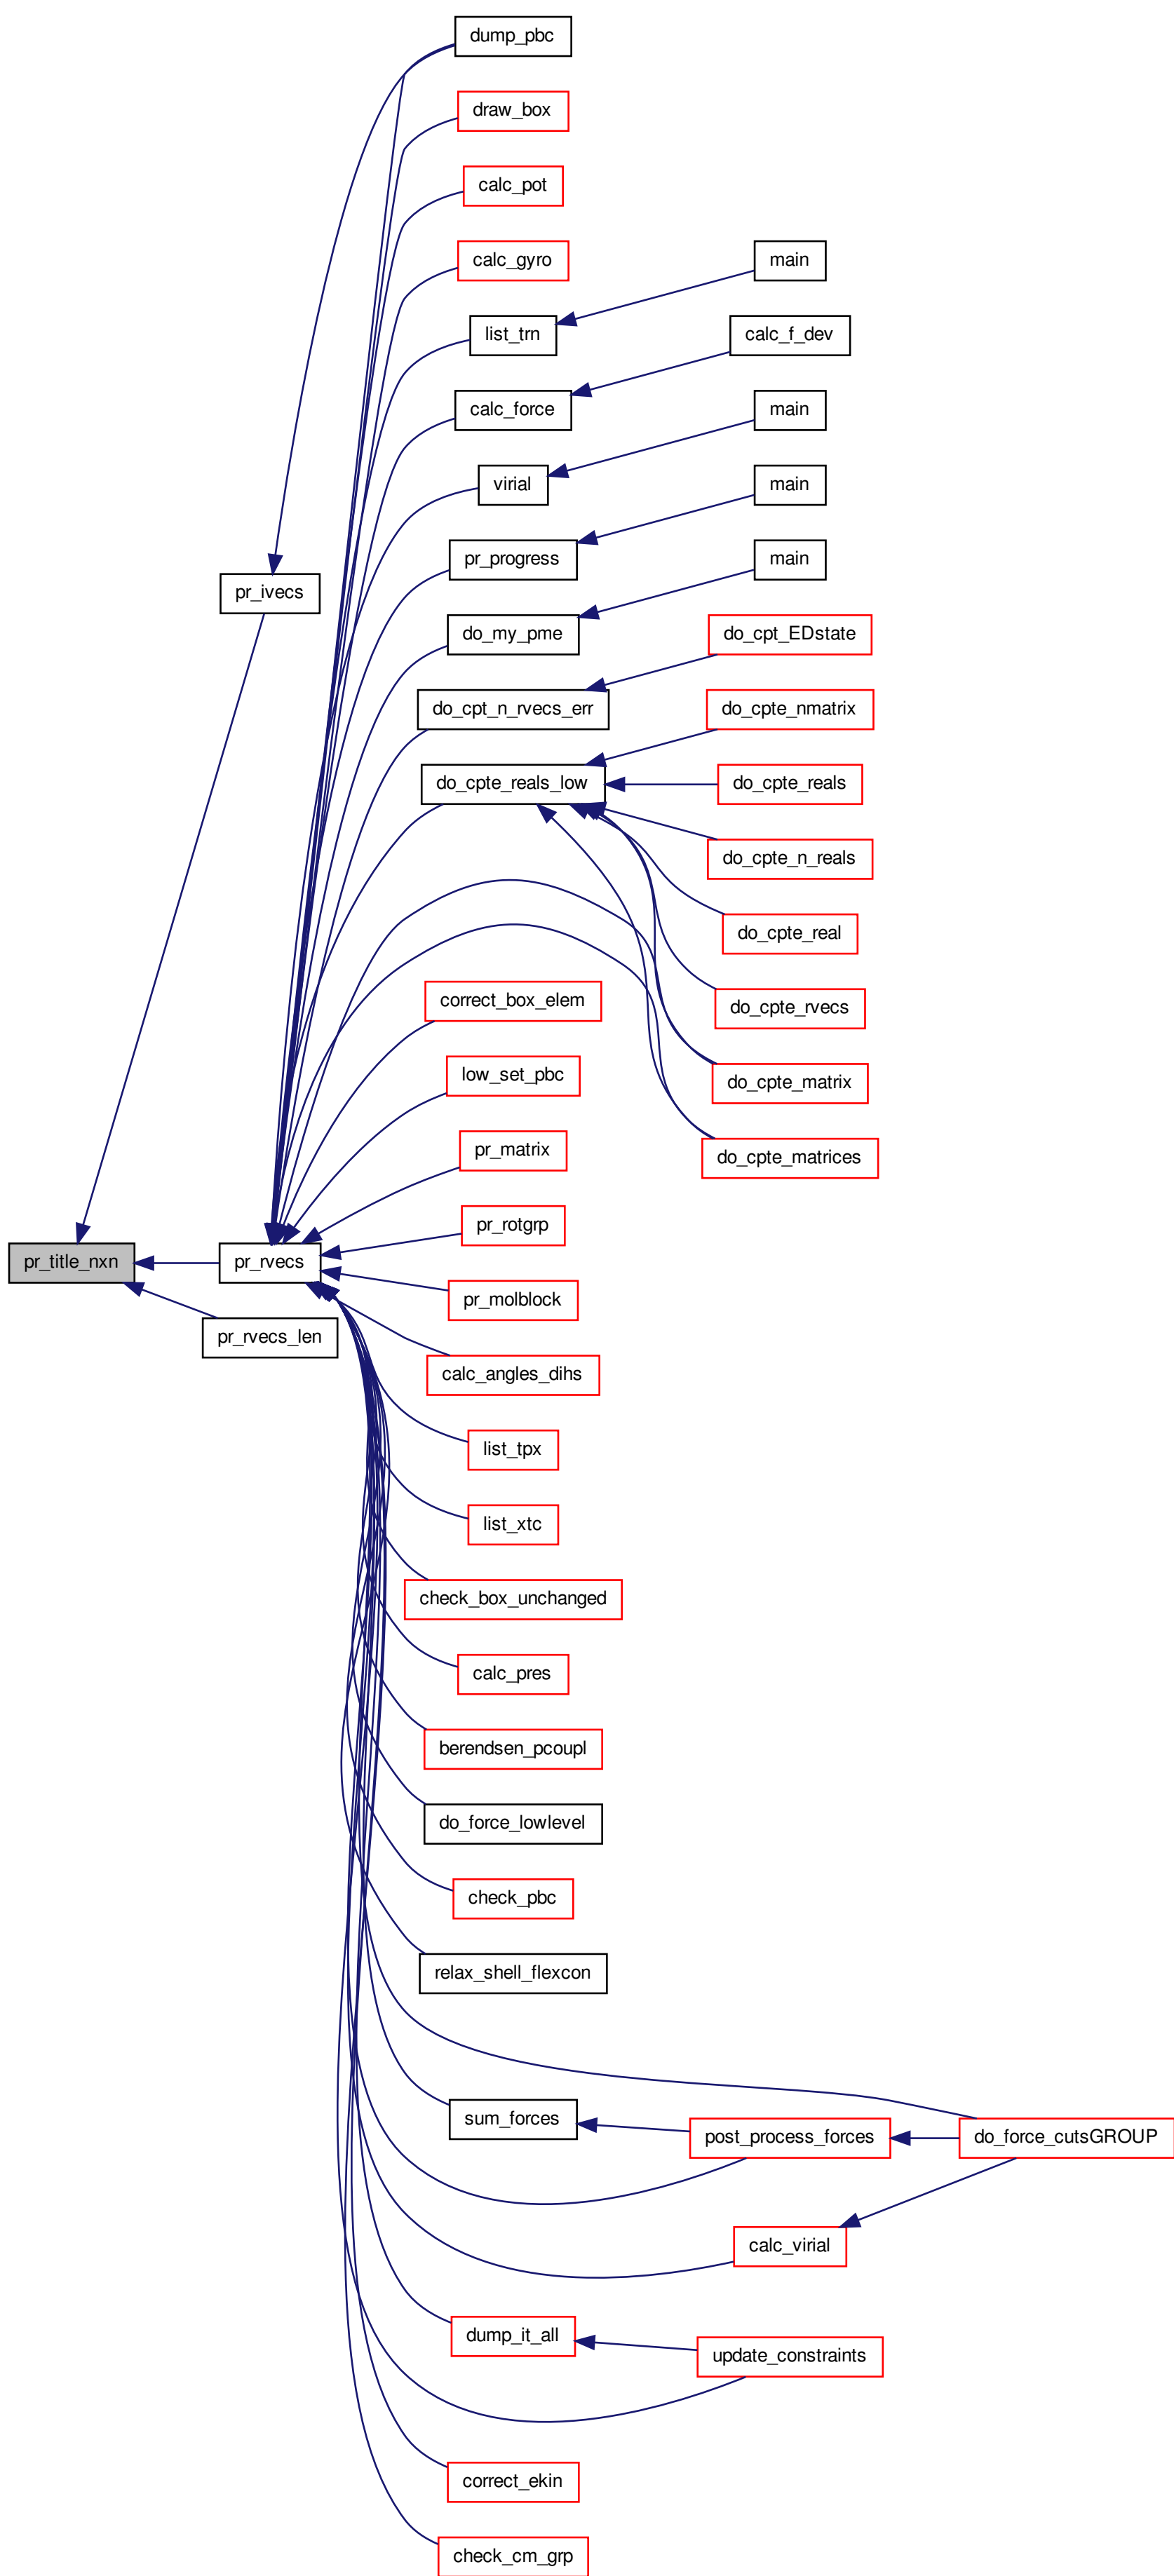 dump_pbc
draw_box
calc_pot
calc_gyro
main
list_trn
calc_f_dev
calc_force
main
virial
main
pr_progress
main
pr_ivecs
do_my_pme
do_cpt_EDstate
do_cpt_n_rvecs_err
do_cpte_nmatrix
do_cpte_reals_low
do_cpte_reals
do_cpte_n_reals
do_cpte_real
correct_box_elem
do_cpte_rvecs
low_set_pbc
do_cpte_matrix
pr_matrix
do_cpte_matrices
pr_rotgrp
pr_title_nxn
pr_rvecs
pr_molblock
pr_rvecs_len
calc_angles_dihs
list_tpx
list_xtc
check_box_unchanged
calc_pres
berendsen_pcoupl
do_force_lowlevel
check_pbc
relax_shell_flexcon
sum_forces
post_process_forces
do_force_cutsGROUP
calc_virial
dump_it_all
update_constraints
correct_ekin
check_cm_grp